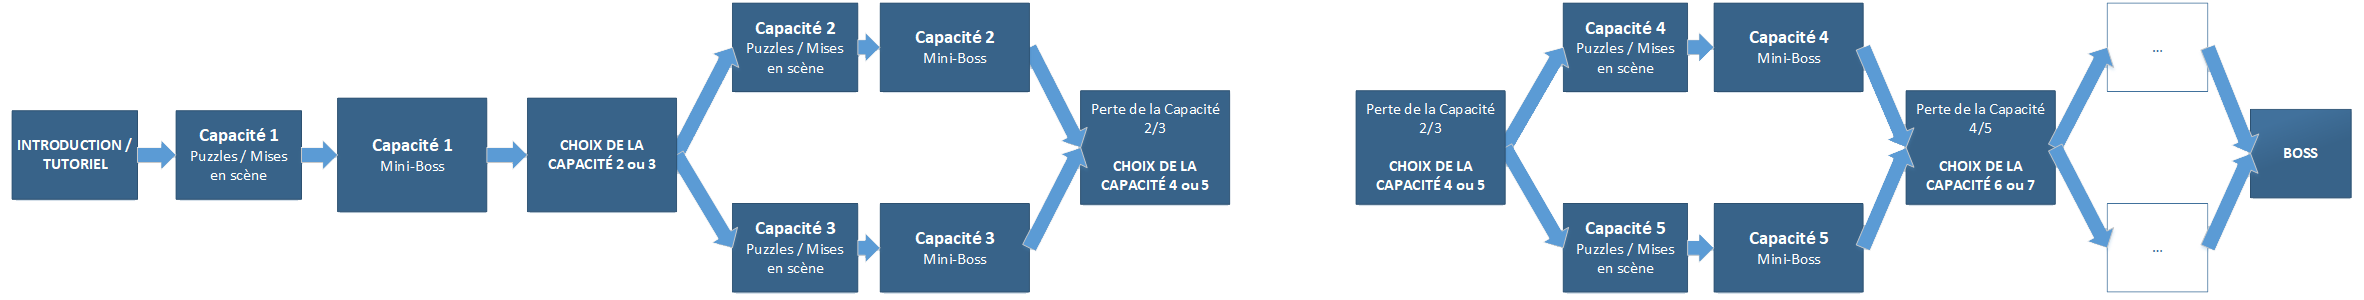 INTRODUCTION /
TUTORIEL
Capacité 1
Puzzles / Mises
en scène
Capacité 1
Mini-Boss
CHOIX DE LA
CAPACITÉ 2 ou 3
Capacité 2
Puzzles / Mises
en scène
Capacité 2
Mini-Boss
Capacité 3
Puzzles / Mises
en scène
Capacité 3
Mini-Boss
Perte de la Capacité
2/3
CHOIX DE LA
CAPACITÉ 4 ou 5
Perte de la Capacité
2/3
CHOIX DE LA
CAPACITÉ 4 ou 5
Capacité 4
Puzzles / Mises
en scène
Capacité 4
Mini-Boss
Capacité 5
Puzzles / Mises
en scène
Capacité 5
Mini-Boss
Perte de la Capacité
4/5
CHOIX DE LA
CAPACITÉ 6 ou 7
...
...
BOSS